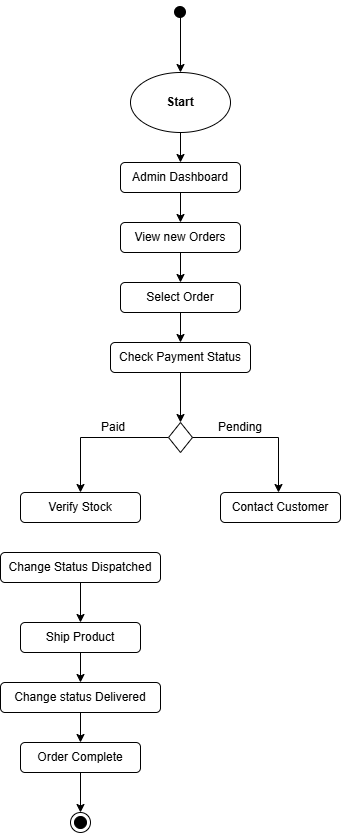 Start
Admin Dashboard
View new Orders
Select Order
Check Payment Status
Paid
Pending
Verify Stock
Contact Customer
Change Status Dispatched
Ship Product
Change status Delivered
Order Complete